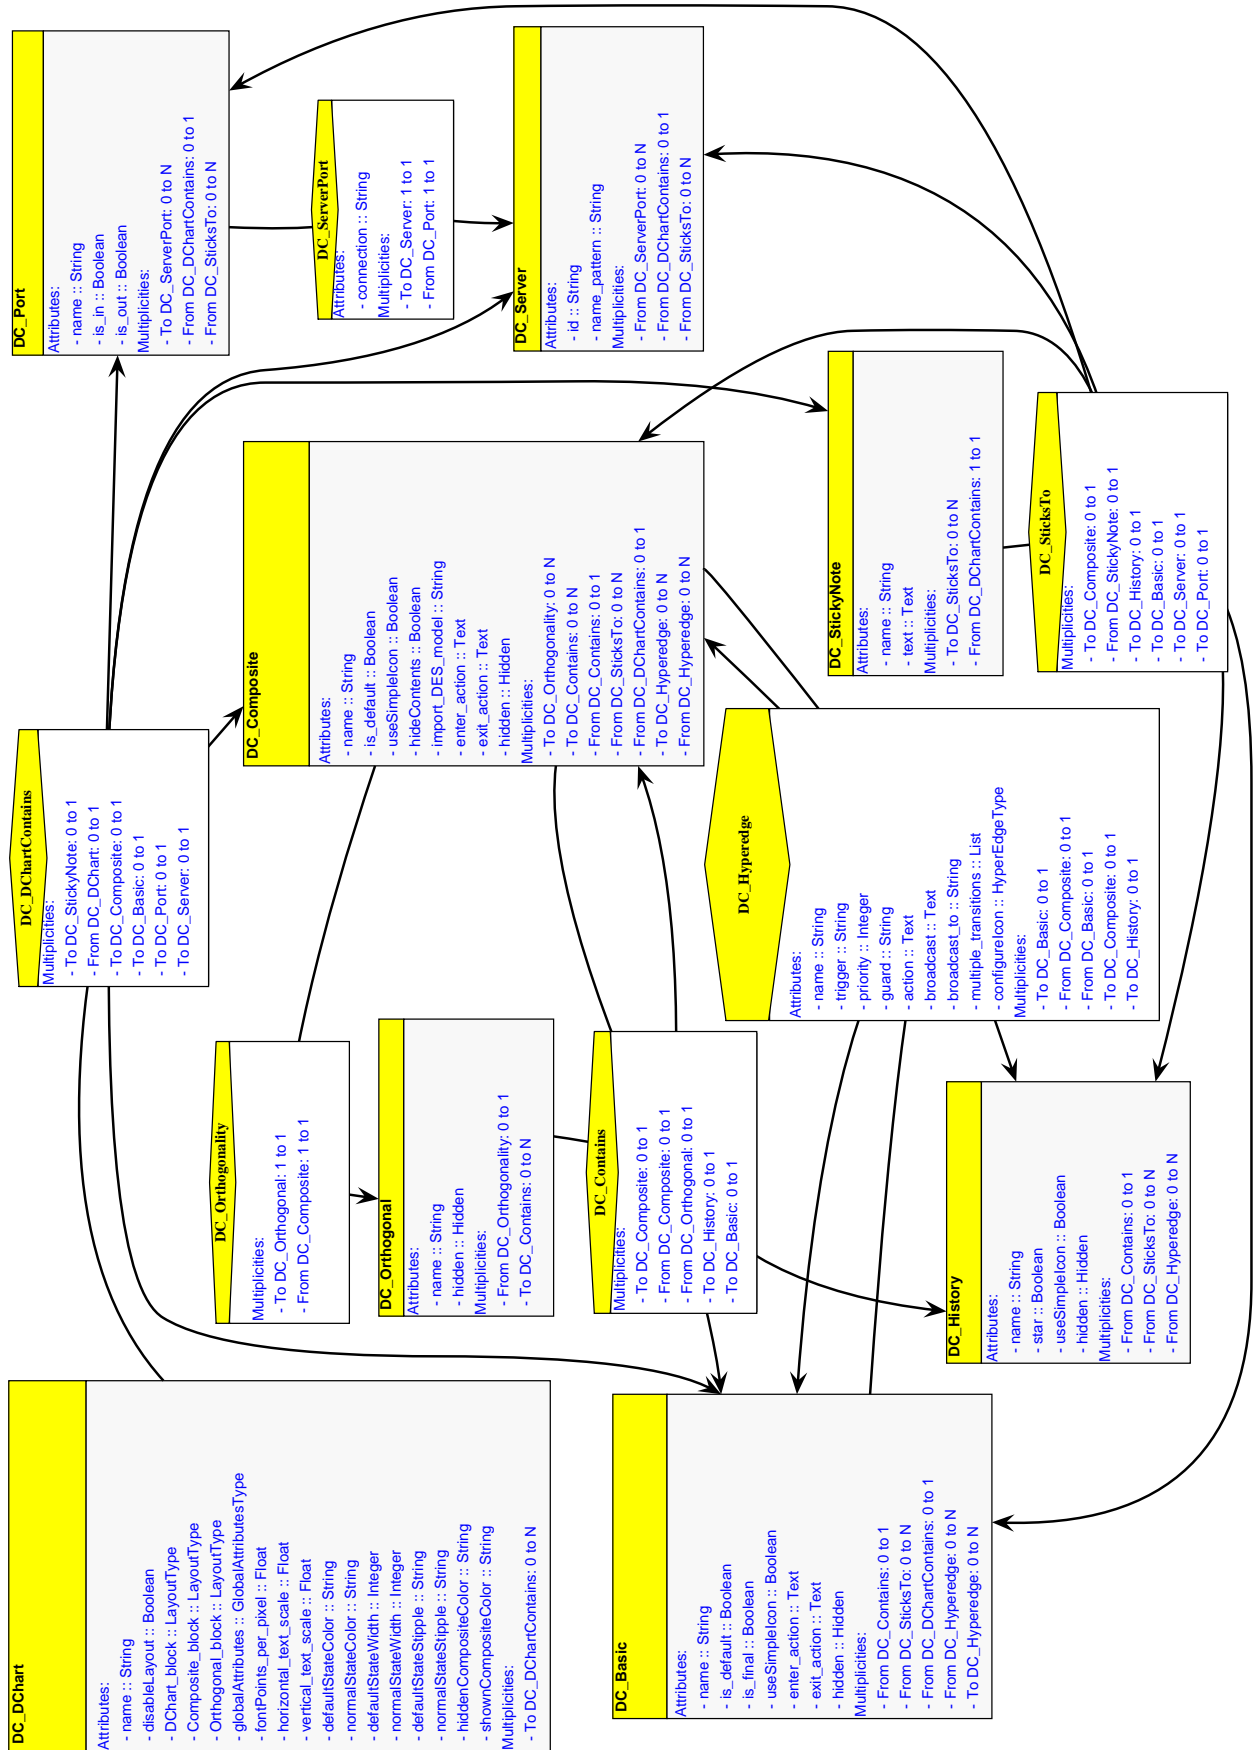 DC_DChart
Attributes:
- name :: String
- disableLayout :: Boolean
- DChart_block :: LayoutType
- Composite_block :: LayoutType
- Orthogonal_block :: LayoutType
- globalAttributes :: GlobalAttributesType
- fontPoints_per_pixel :: Float
- horizontal_text_scale :: Float
- vertical_text_scale :: Float
- defaultStateColor :: String
- normalStateColor :: String
- defaultStateWidth :: Integer
- normalStateWidth :: Integer
- defaultStateStipple :: String
- normalStateStipple :: String
- hiddenCompositeColor :: String
- shownCompositeColor :: String
Multiplicities:
- To DC_DChartContains: 0 to N
DC_DChartContains
Multiplicities:
- To DC_StickyNote: 0 to 1
- From DC_DChart: 0 to 1
- To DC_Composite: 0 to 1
- To DC_Basic: 0 to 1
- To DC_Port: 0 to 1
- To DC_Server: 0 to 1
DC_Port
Attributes:
- name :: String
- is_in :: Boolean
- is_out :: Boolean
Multiplicities:
- To DC_ServerPort: 0 to N
- From DC_DChartContains: 0 to 1
- From DC_SticksTo: 0 to N
DC_Orthogonality
Multiplicities:
- To DC_Orthogonal: 1 to 1
- From DC_Composite: 1 to 1
DC_Composite
Attributes:
- name :: String
- is_default :: Boolean
- useSimpleIcon :: Boolean
- hideContents :: Boolean
- import_DES_model :: String
- enter_action :: Text
- exit_action :: Text
- hidden :: Hidden
Multiplicities:
- To DC_Orthogonality: 0 to N
- To DC_Contains: 0 to N
- From DC_Contains: 0 to 1
- From DC_SticksTo: 0 to N
- From DC_DChartContains: 0 to 1
- To DC_Hyperedge: 0 to N
- From DC_Hyperedge: 0 to N
DC_ServerPort
Attributes:
- connection :: String
Multiplicities:
- To DC_Server: 1 to 1
- From DC_Port: 1 to 1
DC_Orthogonal
Attributes:
- name :: String
- hidden :: Hidden
Multiplicities:
- From DC_Orthogonality: 0 to 1
- To DC_Contains: 0 to N
DC_Server
Attributes:
- id :: String
- name_pattern :: String
Multiplicities:
- From DC_ServerPort: 0 to N
- From DC_DChartContains: 0 to 1
- From DC_SticksTo: 0 to N
DC_Contains
Multiplicities:
- To DC_Composite: 0 to 1
- From DC_Composite: 0 to 1
- From DC_Orthogonal: 0 to 1
- To DC_History: 0 to 1
- To DC_Basic: 0 to 1
DC_Basic
Attributes:
- name :: String
- is_default :: Boolean
- is_final :: Boolean
- useSimpleIcon :: Boolean
- enter_action :: Text
- exit_action :: Text
- hidden :: Hidden
Multiplicities:
- From DC_Contains: 0 to 1
- From DC_SticksTo: 0 to N
- From DC_DChartContains: 0 to 1
- From DC_Hyperedge: 0 to N
- To DC_Hyperedge: 0 to N
DC_Hyperedge
Attributes:
- name :: String
- trigger :: String
- priority :: Integer
- guard :: String
- action :: Text
- broadcast :: Text
- broadcast_to :: String
- multiple_transitions :: List
- configureIcon :: HyperEdgeType
Multiplicities:
- To DC_Basic: 0 to 1
- From DC_Composite: 0 to 1
- From DC_Basic: 0 to 1
- To DC_Composite: 0 to 1
- To DC_History: 0 to 1
DC_StickyNote
Attributes:
- name :: String
- text :: Text
Multiplicities:
- To DC_SticksTo: 0 to N
- From DC_DChartContains: 1 to 1
DC_History
Attributes:
- name :: String
- star :: Boolean
- useSimpleIcon :: Boolean
- hidden :: Hidden
Multiplicities:
- From DC_Contains: 0 to 1
- From DC_SticksTo: 0 to N
- From DC_Hyperedge: 0 to N
DC_SticksTo
Multiplicities:
- To DC_Composite: 0 to 1
- From DC_StickyNote: 0 to 1
- To DC_History: 0 to 1
- To DC_Basic: 0 to 1
- To DC_Server: 0 to 1
- To DC_Port: 0 to 1